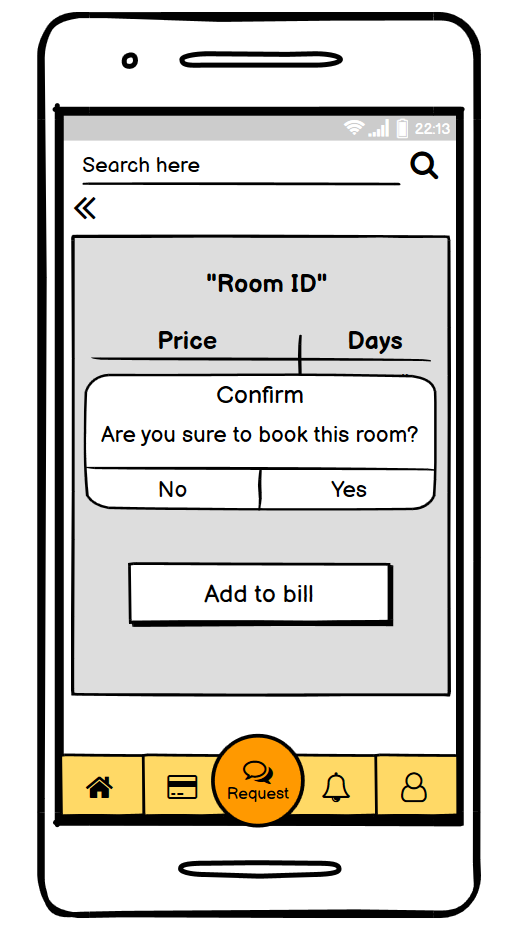 22:13
Search here
"Room ID"
Price Days
Confirm
Are you sure to book this room?
No Yes
Add to bill
Request